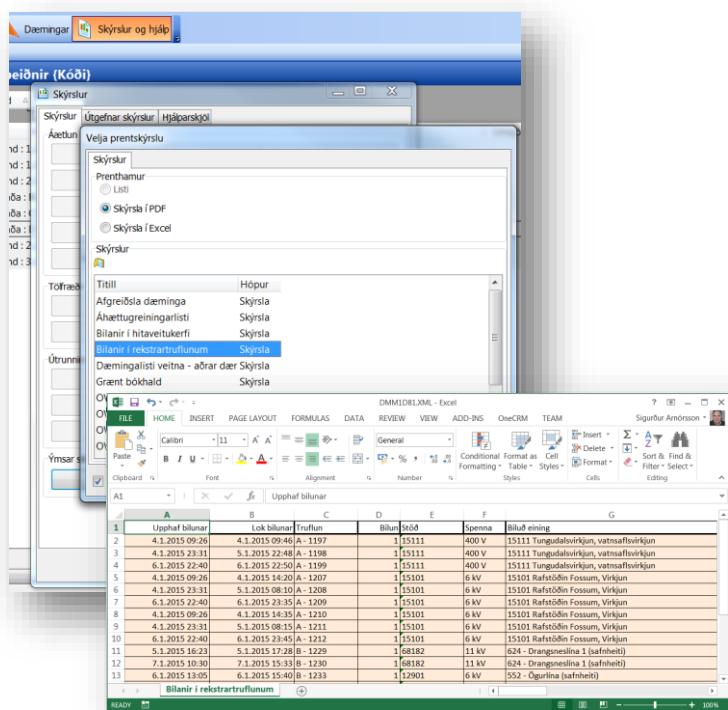 Dæmingar Skýrslur og hjálp
beiðnir {Kóði}
Skýrslur
Skýrslur Útgefnar skýrslur Hjálparskjöl
Áætlun
Velja prentskýrslu
Skýrslur
Prenthamur
Listi
Skýrsla í PDF
Skýrsla í Excel
Skýrslur
Titill Hópur
Afgreiðsla dæminga Skýrsla
Áhættugreiningarlisti Skýrsla
Bilanir í hitaveitukerfi Skýrsla
Bilanir í rekstrartruflunum Skýrsla
Dæmingalisti veitna - aðrar dær Skýrsla
Grænt bókhald Skýrsla
nd : 1
nd : 1
nd : 2
ða :
ða :
ða :
nd : 2
nd : 3
Tölfræð
Útrunni
Ýmsar s
DMM1D81.XML - Excel
FILE HOME INSERT PAGE LAYOUT FORMULAS DATA REVIEW VIEW ADD-INS OneCRM TEAM Sigurður Arnórsson
Paste
Calibri 11 A A General
B I U A
Conditional Formatting
Format as Table
Cell Styles
Insert
Delete
Format
Sort & Filter
Find & Select
Clipboard Font Alignment Number Styles Cells Editing
A1 fx Upphaf bilunar
A B C D E F G
1 Upphaf bilunar Lok bilunar Truflun Bilun Stöð Spenna Biluð eining
2 4.1.2015 09:26 4.1.2015 09:46 A - 1197 1 15111 400 V 15111 Tungudalsvirkjun, vatnsaflsvirkjun
3 4.1.2015 23:31 5.1.2015 22:48 A - 1198 1 15111 400 V 15111 Tungudalsvirkjun, vatnsaflsvirkjun
4 6.1.2015 22:40 6.1.2015 22:50 A - 1199 1 15111 400 V 15111 Tungudalsvirkjun, vatnsaflsvirkjun
5 4.1.2015 09:26 4.1.2015 14:20 A - 1207 1 15101 6 kV 15101 Rafstöðin Fossum, Virkjun
6 4.1.2015 23:31 5.1.2015 08:10 A - 1208 1 15101 6 kV 15101 Rafstöðin Fossum, Virkjun
7 6.1.2015 22:40 6.1.2015 23:35 A - 1209 1 15101 6 kV 15101 Rafstöðin Fossum, Virkjun
8 4.1.2015 09:26 4.1.2015 14:35 A - 1210 1 15101 6 kV 15101 Rafstöðin Fossum, Virkjun
9 4.1.2015 23:31 5.1.2015 08:15 A - 1211 1 15101 6 kV 15101 Rafstöðin Fossum, Virkjun
10 6.1.2015 22:40 6.1.2015 23:45 A - 1212 1 15101 6 kV 15101 Rafstöðin Fossum, Virkjun
11 5.1.2015 16:23 5.1.2015 17:28 B - 1229 1 68182 11 kV 624 - Drangsneslína 1 (safnheiti)
12 7.1.2015 10:30 7.1.2015 15:33 B - 1230 1 68182 11 kV 624 - Drangsneslína 1 (safnheiti)
13 6.1.2015 13:05 6.1.2015 15:40 B - 1233 1 12901 6 kV 552 - Ögurlína (safnheiti)
Bilanir í rekstrartruflunum
READY 100%